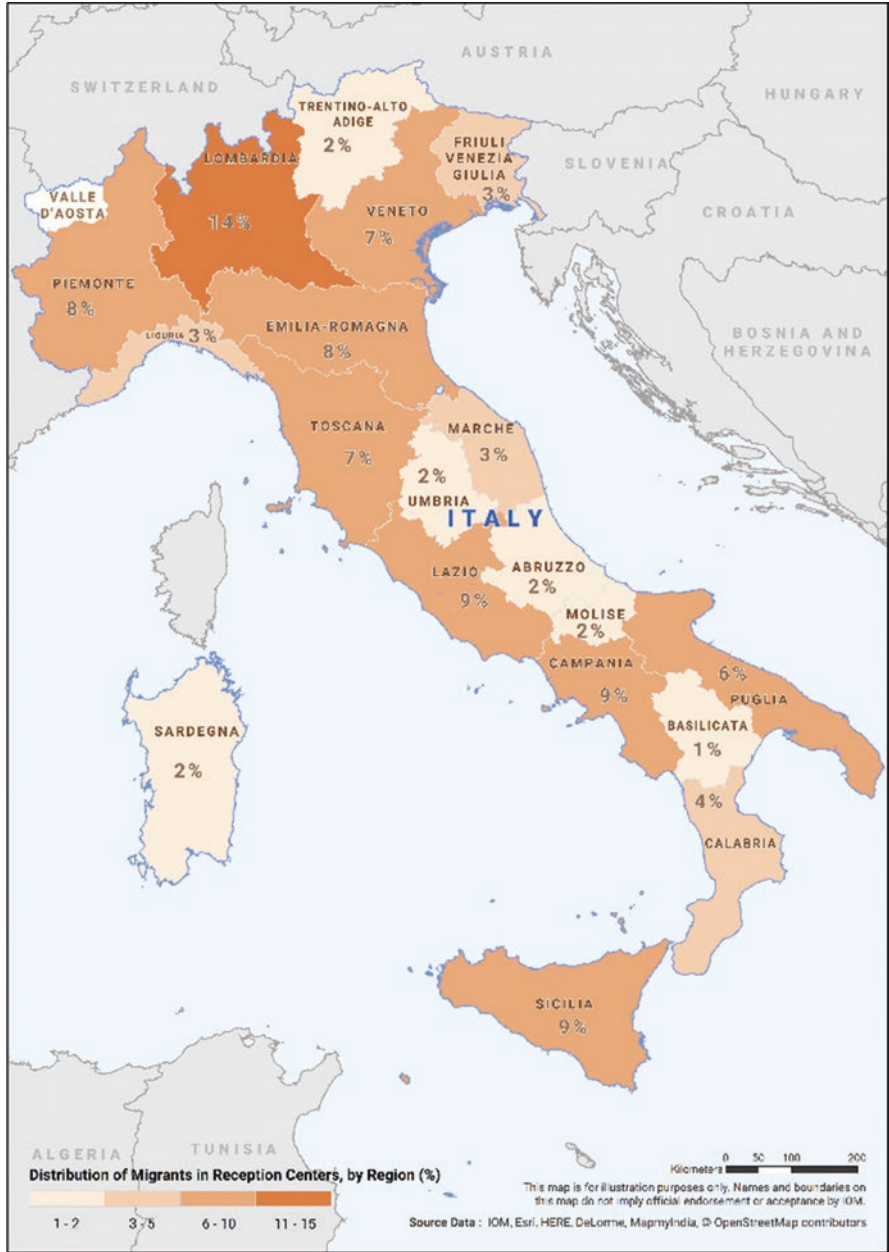 AUSTRIA
SWITZERLAND
HUNGARY
TRENTINO-ALTO
ADIGE
2%
LOMBARDIA
FRIULI
VENEZIA
GIULIA
3%
SLOVENIA
VALLE
D'AOSTA
VENETO
7%
CROATIA
14%
PIEMONTE
8%
LIGURIA 3%
EMILIA-ROMAGNA
8%
BOSNIA AND
HERZEGOVINA
TOSCANA
7%
MARCHE
3%
2%
UMBRIA
ITALY
LAZIO
9%
ABRUZZO
2%
MOLISE
2%
CAMPANIA
9%
6%
PUGLIA
BASILICATA
1%
SARDEGNA
2%
4%
CALABRIA
SICILIA
9%
ALGERIA
TUNISIA
Distribution of Migrants in Reception Centers, by Region (%)
1 - 2 3 - 5 6 - 10 11 - 15
0 50 100 200
Kilometers
This map is for illustration purposes only. Names and boundaries on
this map do not imply official endorsement or acceptance by IOM.
Source Data : IOM, Esri, HERE, DeLorme, MapmyIndia, © OpenStreetMap contributors